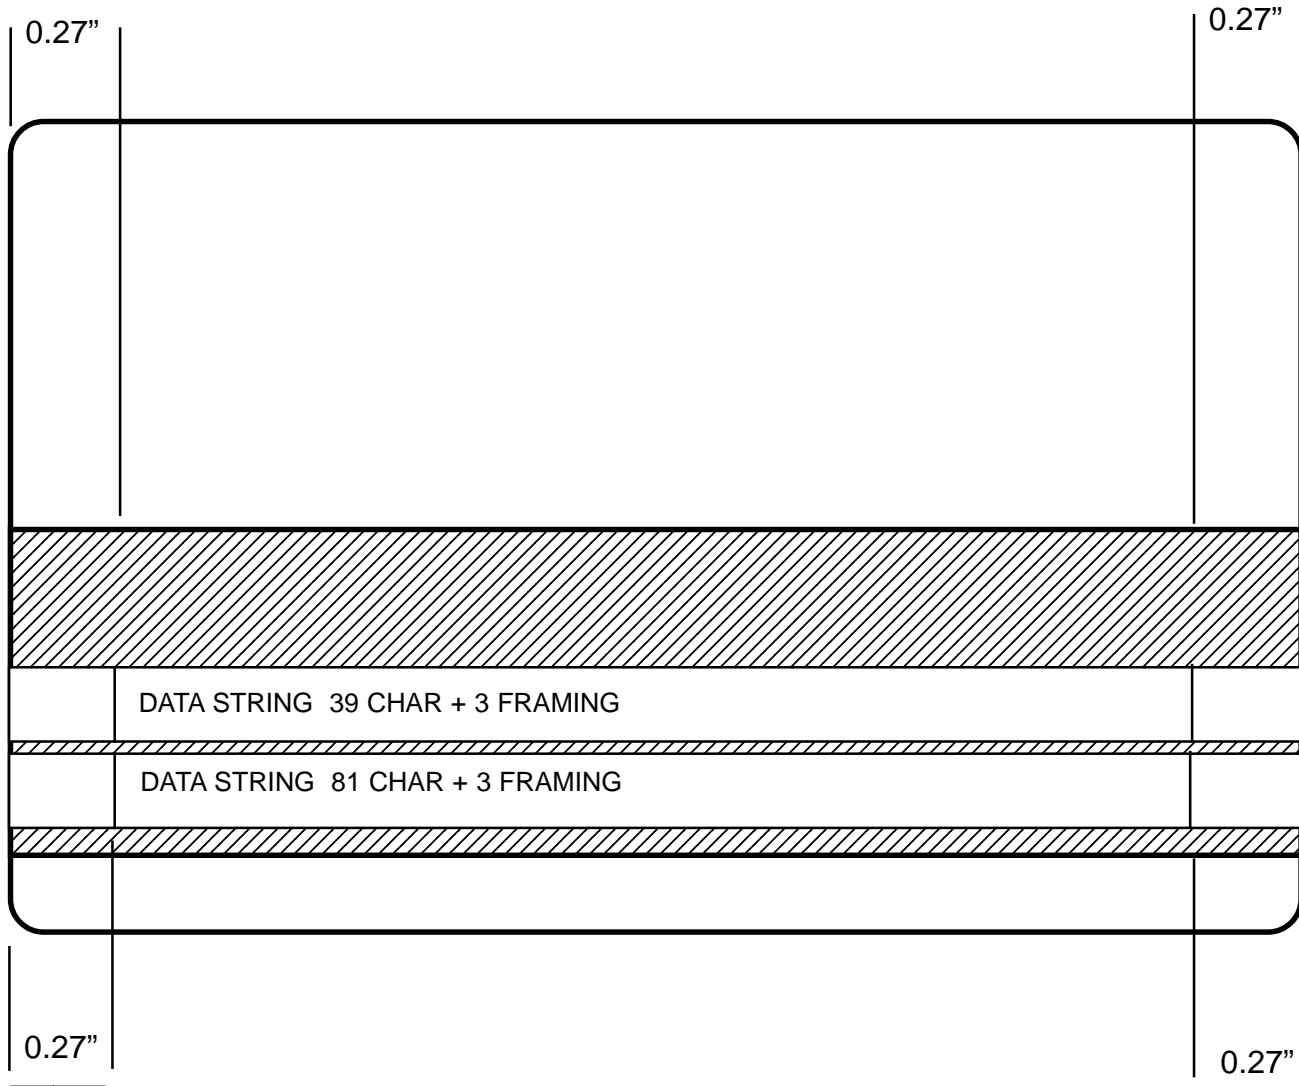 0.27”
0.27”
DATA STRING  39 CHAR + 3 FRAMING
DATA STRING  81 CHAR + 3 FRAMING
0.27”
0.27”